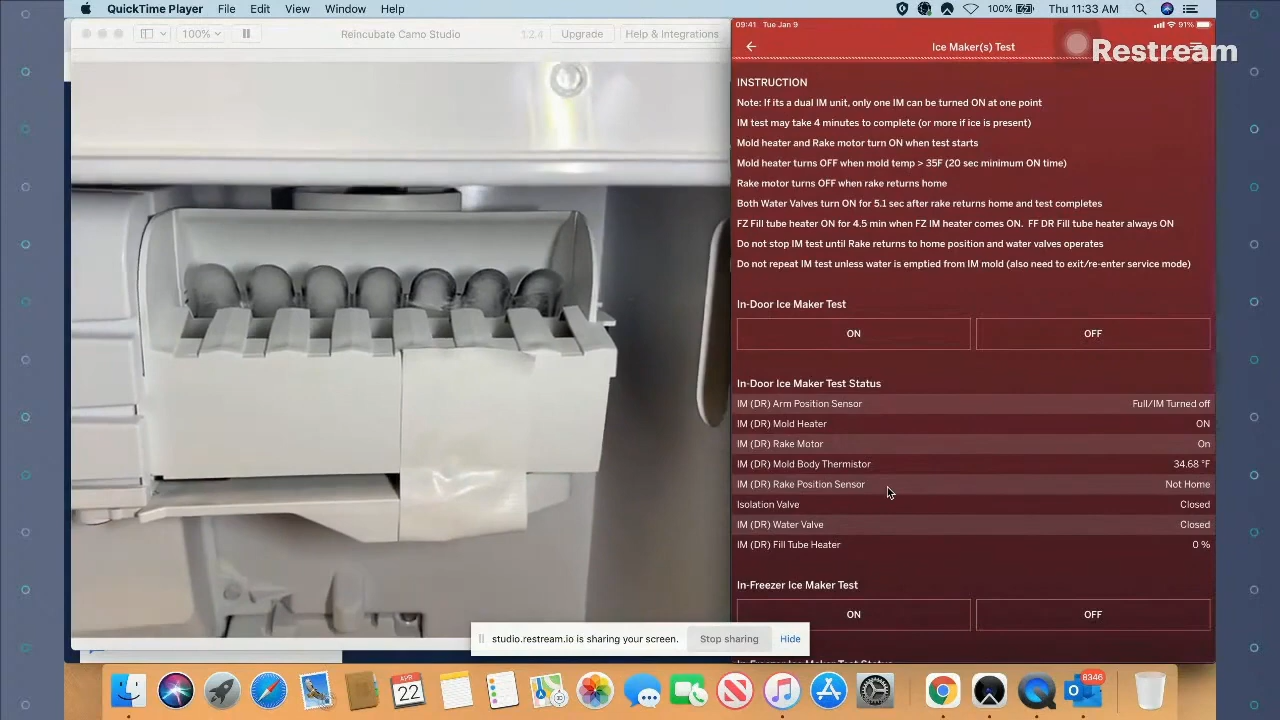 QuickTime Player File Edit View Window Help
100% Thu 11:33 AM
100% Reincubate Camo Studio 1.2.4 Upgrade Help & Integrations
09:41 Tue Jan 9 91%
Ice Maker(s) Test
Restream
INSTRUCTION
Note: If its a dual IM unit, only one IM can be turned ON at one point
IM test may take 4 minutes to complete (or more if ice is present)
Mold heater and Rake motor turn ON when test starts
Mold heater turns OFF when mold temp > 35F (20 sec minimum ON time)
Rake motor turns OFF when rake returns home
Both Water Valves turn ON for 5.1 sec after rake returns home and test completes
FZ Fill tube heater ON for 4.5 min when FZ IM heater comes ON. FF DR Fill tube heater always ON
Do not stop IM test until Rake returns to home position and water valves operates
Do not repeat IM test unless water is emptied from IM mold (also need to exit/re-enter service mode)
In-Door Ice Maker Test
ON OFF
In-Door Ice Maker Test Status
IM (DR) Arm Position Sensor Full/IM Turned off
IM (DR) Mold Heater ON
IM (DR) Rake Motor On
IM (DR) Mold Body Thermistor 34.68 °F
IM (DR) Rake Position Sensor Not Home
Isolation Valve Closed
IM (DR) Water Valve Closed
IM (DR) Fill Tube Heater 0 %
In-Freezer Ice Maker Test
ON OFF
studio.restream.io is sharing your screen. Stop sharing Hide
APR
22
8346